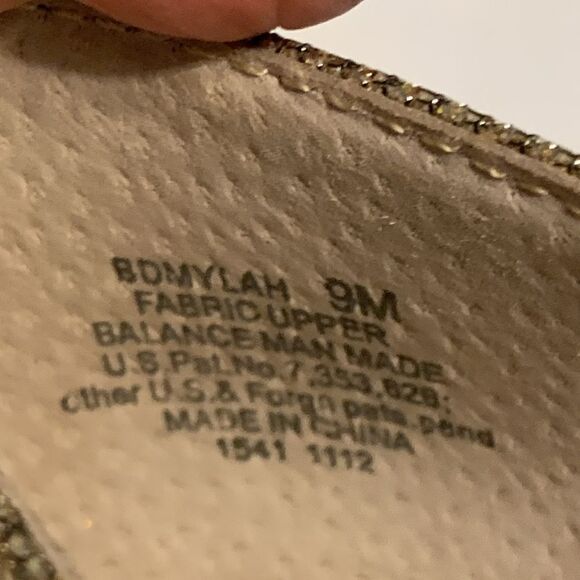 BDMYLAH 9M
FABRIC UPPER
BALANCE MAN MADE
U.S.Pat.No.7,353,626;
other U.S.& Forgn pats.pend
MADE IN CHINA
1541 1112